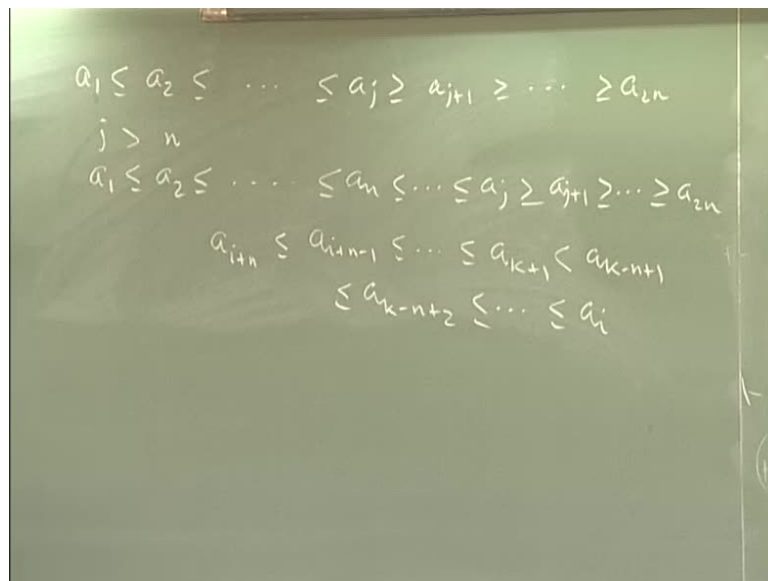 a₁ ≤ a₂ ≤ ⋯ ≤ aⱼ ≥ aⱼ₊₁ ≥ ⋯ ≥ a₂ₙ
j > n
a₁ ≤ a₂ ≤ ⋯⋯ ≤ aₙ ≤ ⋯ ≤ aⱼ ≥ aⱼ₊₁ ≥ ⋯ ≥ a₂ₙ
aᵢ₊ₙ ≤ aᵢ₊ₙ₋₁ ≤ ⋯ ≤ aₖ₊₁ < aₖ₋ₙ₊₁
≤ aₖ₋ₙ₊₂ ≤ ⋯ ≤ aᵢ